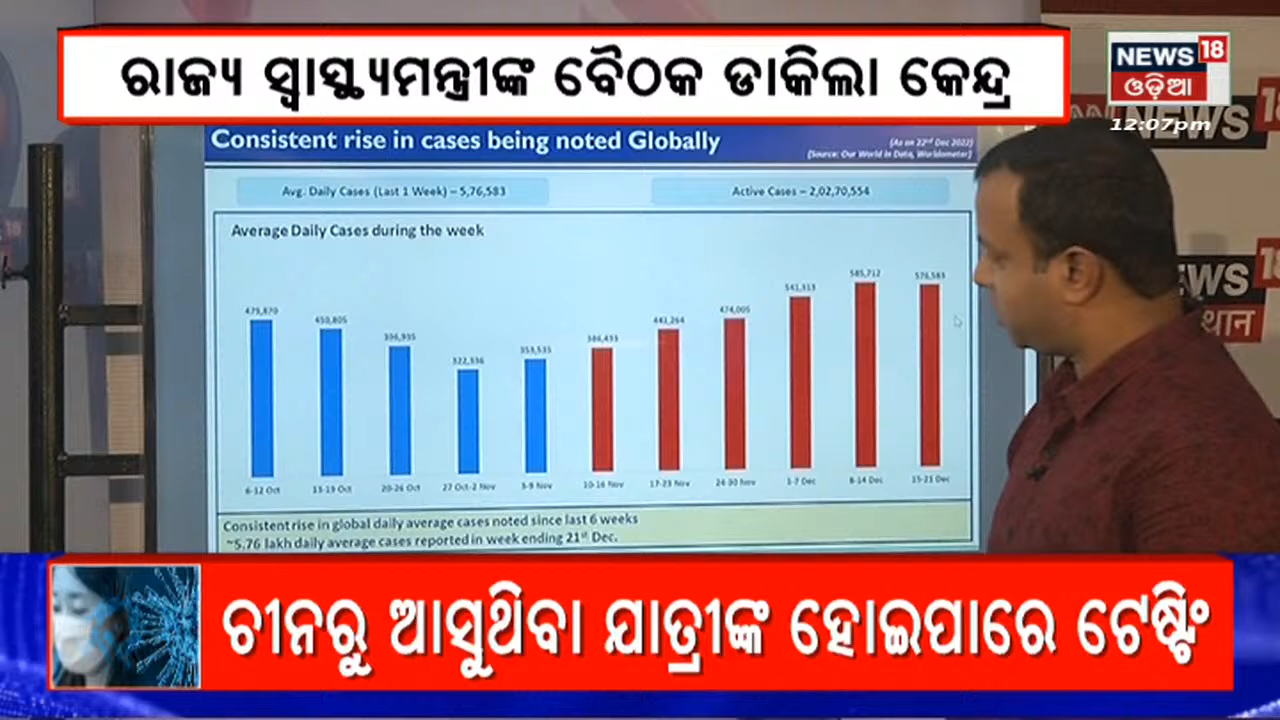 ରାଜ୍ୟ ସ୍ୱାସ୍ଥ୍ୟମନ୍ତ୍ରୀଙ୍କ ବୈଠକ ଡାକିଲା କେନ୍ଦ୍ର
NEWS 18
ଓଡ଼ିଆ
12:07pm
NEWS 18
Consistent rise in cases being noted Globally
(As on 22nd Dec 2022)
(Source: Our World in Data, Worldometer)
Avg. Daily Cases (Last 1 Week) – 5,76,583
Active Cases – 2,02,70,554
Average Daily Cases during the week
585,712
576,583
541,313
479,870
450,805
474,005
441,264
386,433
353,535
322,336
6-12 Oct
13-19 Oct
20-26 Oct
27 Oct-2 Nov
3-9 Nov
10-16 Nov
17-23 Nov
24-30 Nov
1-7 Dec
8-14 Dec
15-21 Dec
Consistent rise in global daily average cases noted since last 6 weeks
~5.76 lakh daily average cases reported in week ending 21st Dec.
ଚୀନରୁ ଆସୁଥିବା ଯାତ୍ରୀଙ୍କ ହୋଇପାରେ ଟେଷ୍ଟିଂ